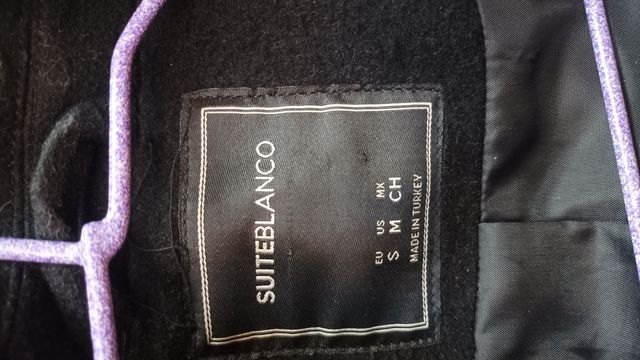 SUITEBLANCO
EU US MX
S M CH
MADE IN TURKEY